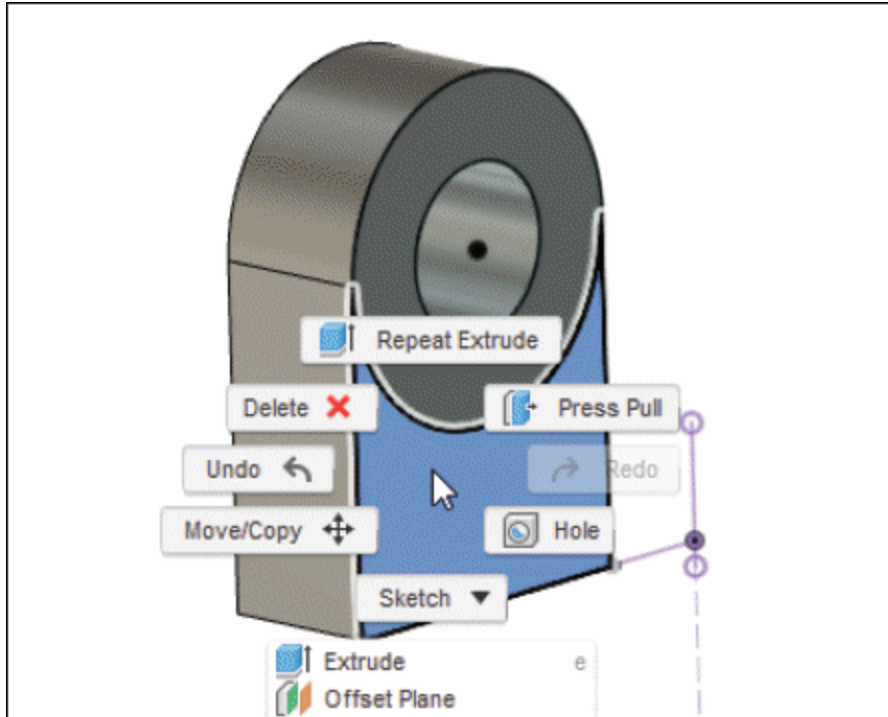 Repeat Extrude
Delete
Press Pull
Undo
Redo
Move/Copy
Hole
Sketch
Extrude e
Offset Plane